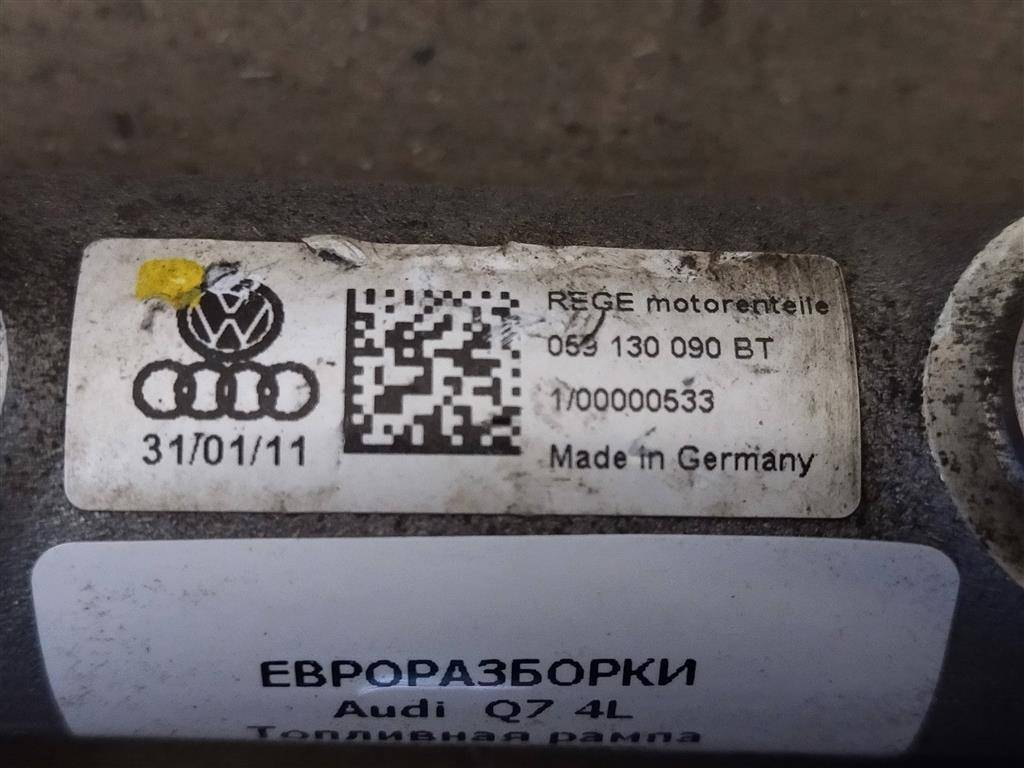 REGE motorenteile
059 130 090 BT
1/00000533
Made in Germany
31/01/11
ЕВРОРАЗБОРКИ
Audi Q7 4L
Топливная рампа